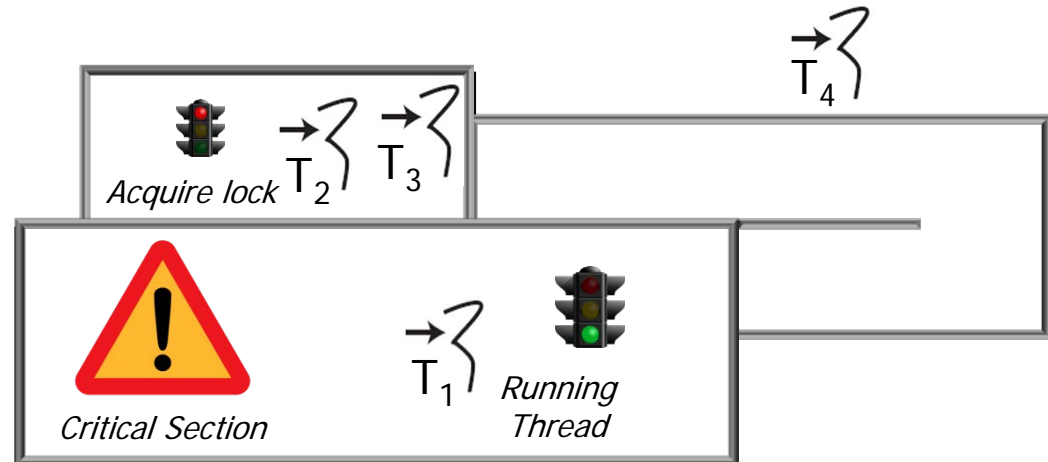 T₄
Acquire lock
T₂
T₃
T₁
Critical Section
Running
Thread